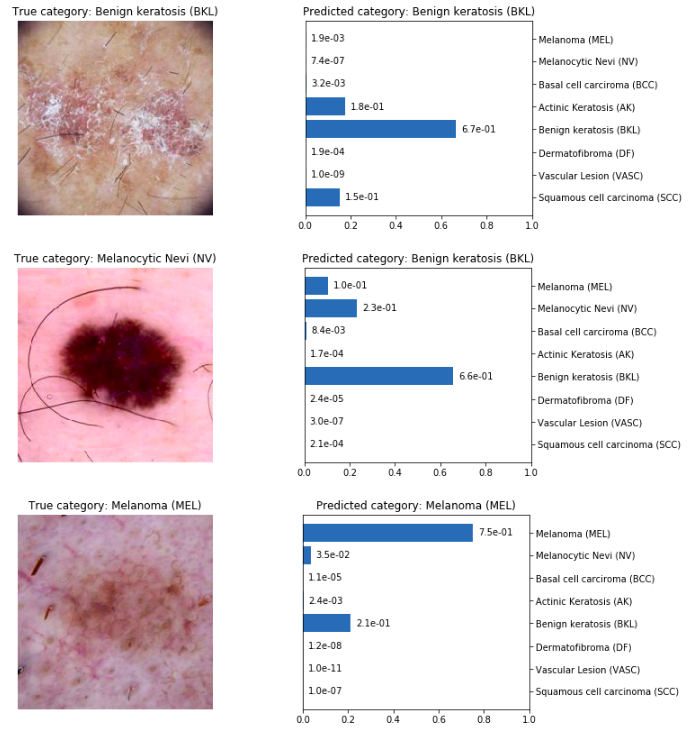 True category: Benign keratosis (BKL)
Predicted category: Benign keratosis (BKL)
1.9e-03 Melanoma (MEL)
7.4e-07 Melanocytic Nevi (NV)
3.2e-03 Basal cell carciroma (BCC)
1.8e-01 Actinic Keratosis (AK)
6.7e-01 Benign keratosis (BKL)
1.9e-04 Dermatofibroma (DF)
1.0e-09 Vascular Lesion (VASC)
1.5e-01 Squamous cell carcinoma (SCC)
0.0 0.2 0.4 0.6 0.8 1.0
True category: Melanocytic Nevi (NV)
Predicted category: Benign keratosis (BKL)
1.0e-01 Melanoma (MEL)
2.3e-01 Melanocytic Nevi (NV)
8.4e-03 Basal cell carciroma (BCC)
1.7e-04 Actinic Keratosis (AK)
6.6e-01 Benign keratosis (BKL)
2.4e-05 Dermatofibroma (DF)
3.0e-07 Vascular Lesion (VASC)
2.1e-04 Squamous cell carcinoma (SCC)
0.0 0.2 0.4 0.6 0.8 1.0
True category: Melanoma (MEL)
Predicted category: Melanoma (MEL)
7.5e-01 Melanoma (MEL)
3.5e-02 Melanocytic Nevi (NV)
1.1e-05 Basal cell carciroma (BCC)
2.4e-03 Actinic Keratosis (AK)
2.1e-01 Benign keratosis (BKL)
1.2e-08 Dermatofibroma (DF)
1.0e-11 Vascular Lesion (VASC)
1.0e-07 Squamous cell carcinoma (SCC)
0.0 0.2 0.4 0.6 0.8 1.0